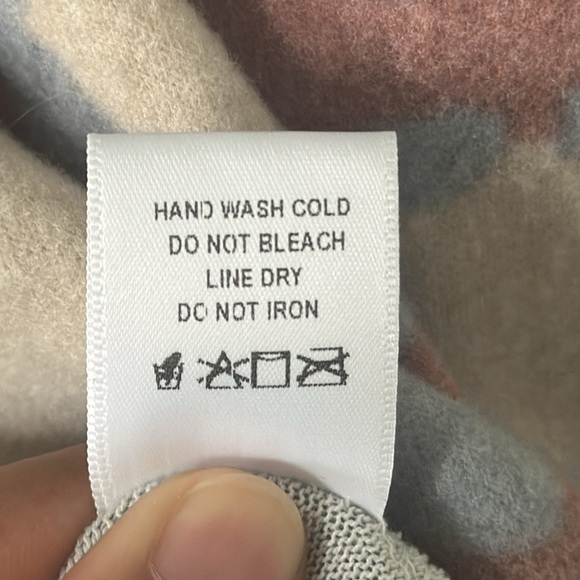 HAND WASH COLD
DO NOT BLEACH
LINE DRY
DO NOT IRON